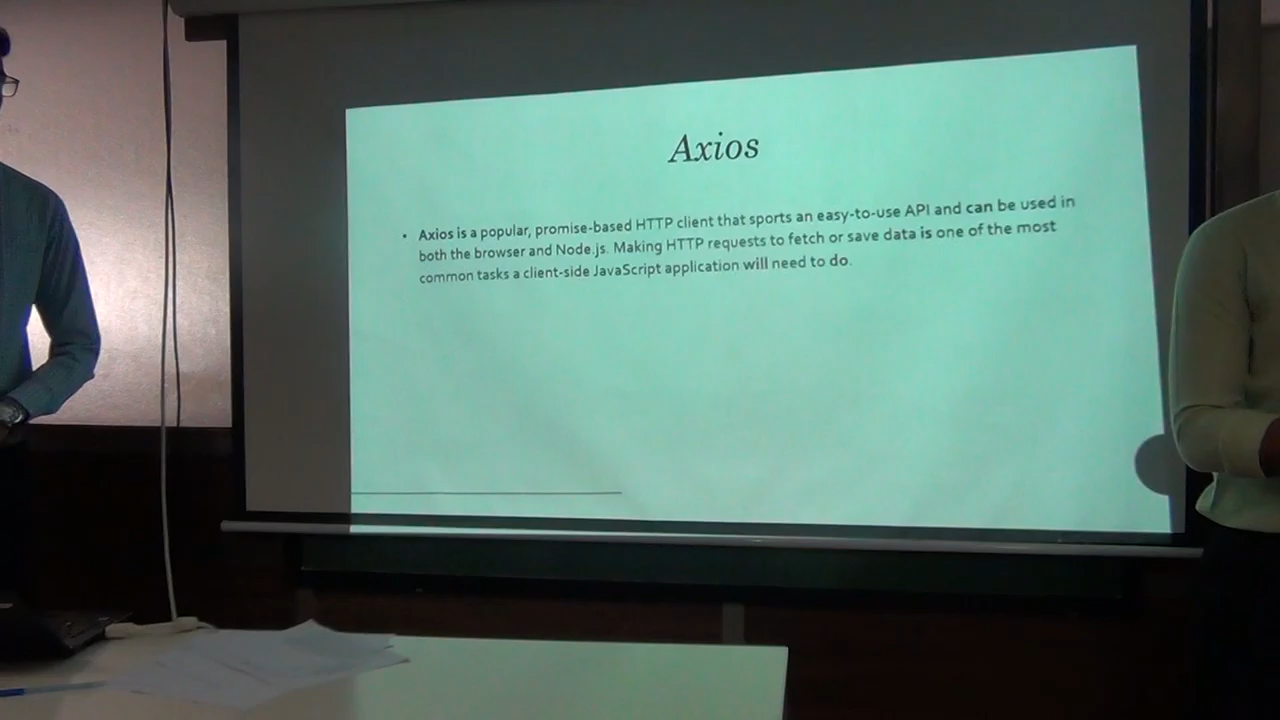 Axios
• Axios is a popular, promise-based HTTP client that sports an easy-to-use API and can be used in
both the browser and Node.js. Making HTTP requests to fetch or save data is one of the most
common tasks a client-side JavaScript application will need to do.